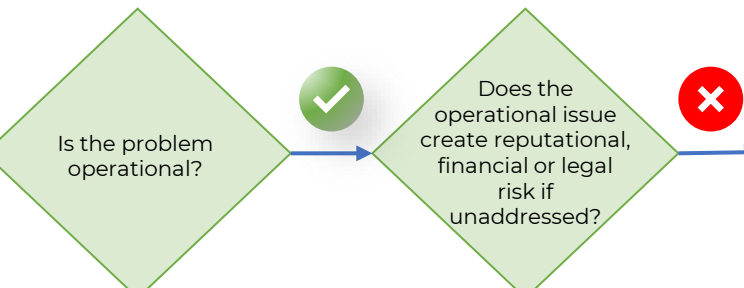 Is the problem
operational?
Does the
operational issue
create reputational,
financial or legal
risk if
unaddressed?